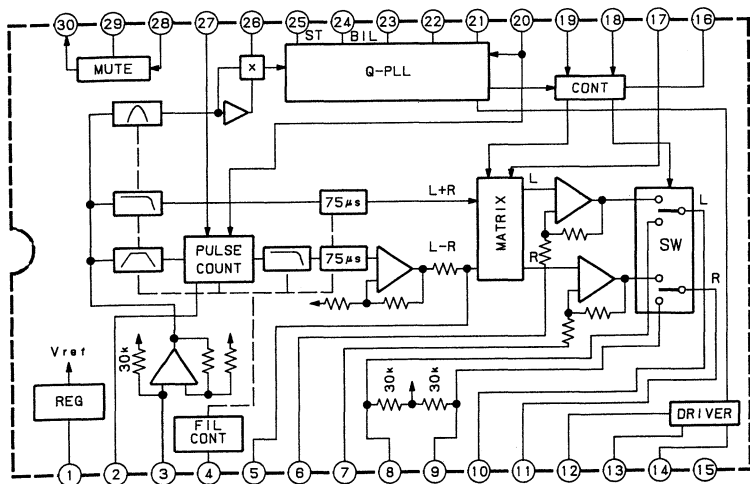 30 29 28 27 26 25 24 23 22 21 20 19 18 17 16
ST BIL
MUTE
×
Q-PLL
CONT
L+R
75μs
MATRIX
L
PULSE
COUNT
75μs
L-R
R
SW
L
R
30k
Vref
REG
FIL
CONT
30k 30k
DRIVER
1 2 3 4 5 6 7 8 9 10 11 12 13 14 15